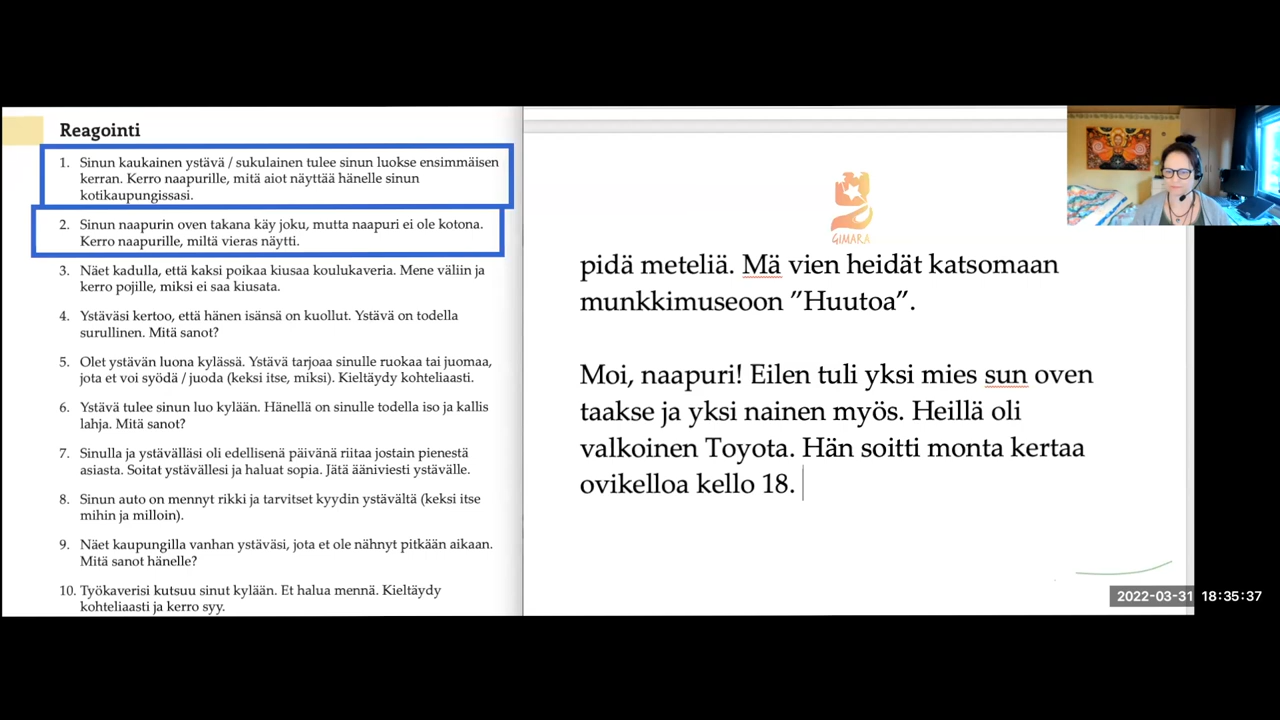 Reagointi
1. Sinun kaukainen ystävä / sukulainen tulee sinun luokse ensimmäisen
kerran. Kerro naapurille, mitä aiot näyttää hänelle sinun
kotikaupungissasi.
2. Sinun naapurin oven takana käy joku, mutta naapuri ei ole kotona.
Kerro naapurille, miltä vieras näytti.
3. Näet kadulla, että kaksi poikaa kiusaa koulukaveria. Mene väliin ja
kerro pojille, miksi ei saa kiusata.
4. Ystäväsi kertoo, että hänen isänsä on kuollut. Ystävä on todella
surullinen. Mitä sanot?
5. Olet ystävän luona kylässä. Ystävä tarjoaa sinulle ruokaa tai juomaa,
jota et voi syödä / juoda (keksi itse, miksi). Kieltäydy kohteliaasti.
6. Ystävä tulee sinun luo kylään. Hänellä on sinulle todella iso ja kallis
lahja. Mitä sanot?
7. Sinulla ja ystävälläsi oli edellisenä päivänä riitaa jostain pienestä
asiasta. Soitat ystävällesi ja haluat sopia. Jätä ääniviesti ystävälle.
8. Sinun auto on mennyt rikki ja tarvitset kyydin ystävältä (keksi itse
mihin ja milloin).
9. Näet kaupungilla vanhan ystäväsi, jota et ole nähnyt pitkään aikaan.
Mitä sanot hänelle?
10. Työkaverisi kutsuu sinut kylään. Et halua mennä. Kieltäydy
kohteliaasti ja kerro syy.
GIMARA
pidä meteliä. Mä vien heidät katsomaan
munkkimuseoon ”Huutoa”.
Moi, naapuri! Eilen tuli yksi mies sun oven
taakse ja yksi nainen myös. Heillä oli
valkoinen Toyota. Hän soitti monta kertaa
ovikelloa kello 18.
2022-03-31 18:35:37